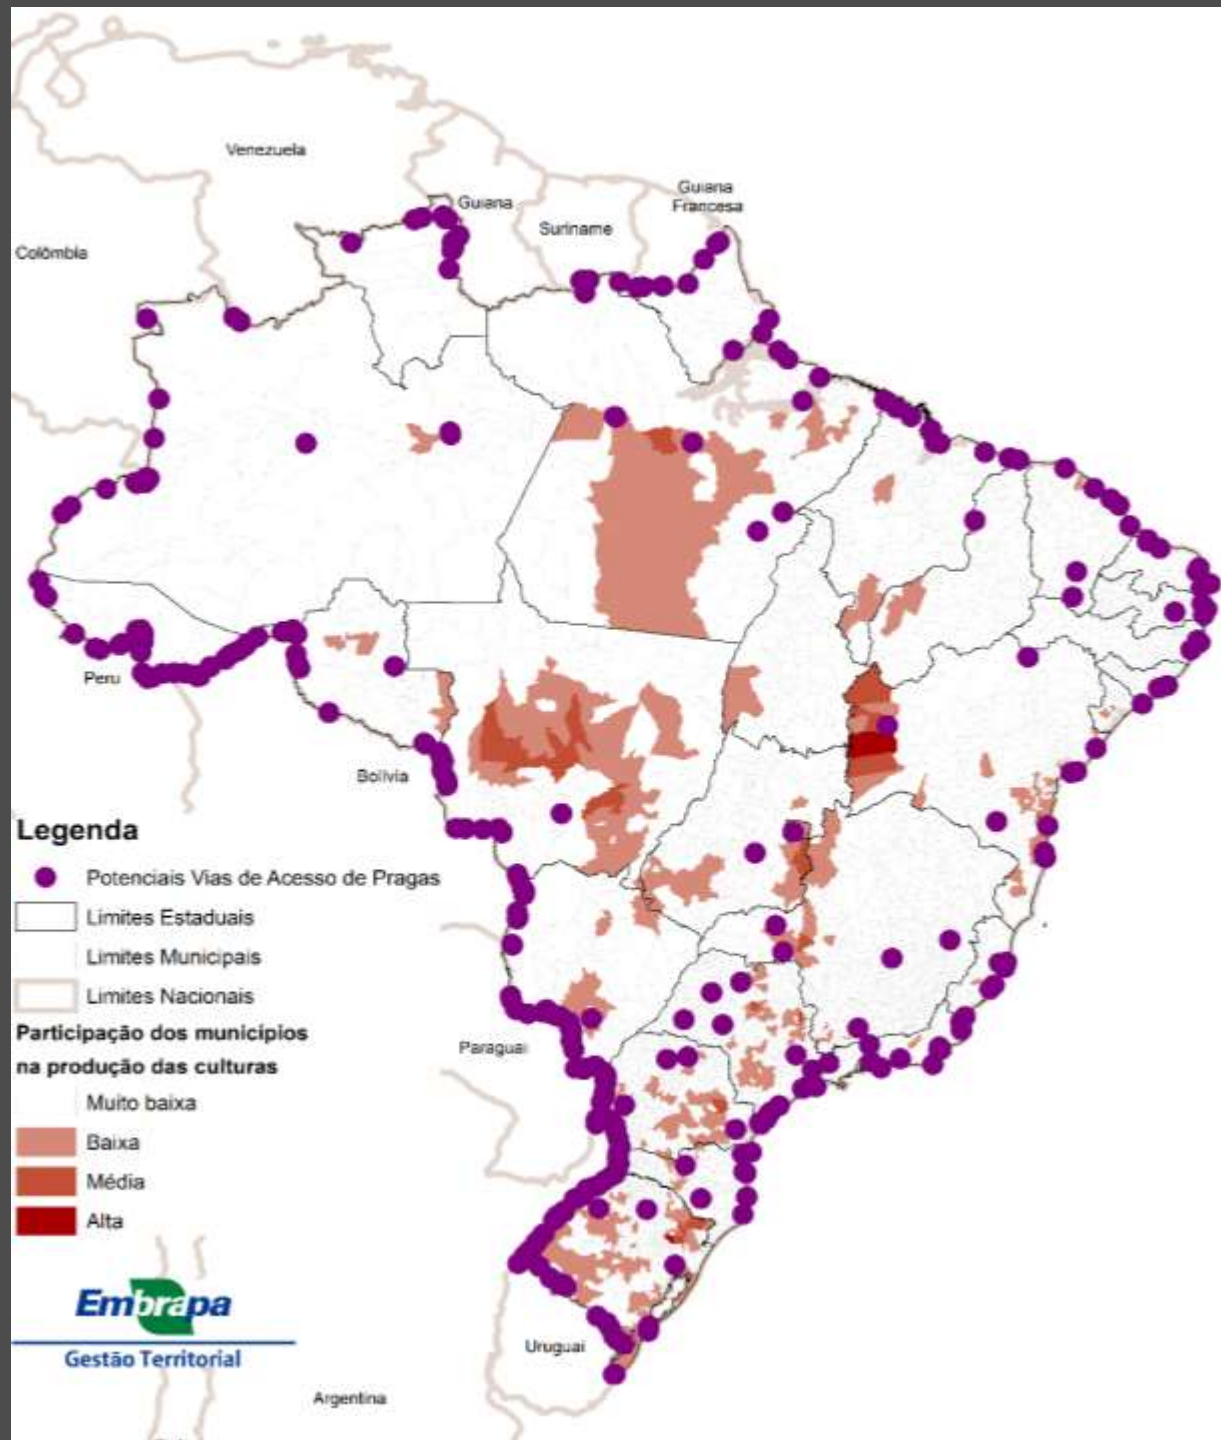 Venezuela
Guiana
Guiana
Francesa
Suriname
Colômbia
Peru
Bolívia
Legenda
Potenciais Vias de Acesso de Pragas
Limites Estaduais
Limites Municipais
Limites Nacionais
Participação dos municípios
na produção das culturas
Muito baixa
Baixa
Média
Alta
Paraguai
Embrapa
Gestão Territorial
Uruguai
Argentina